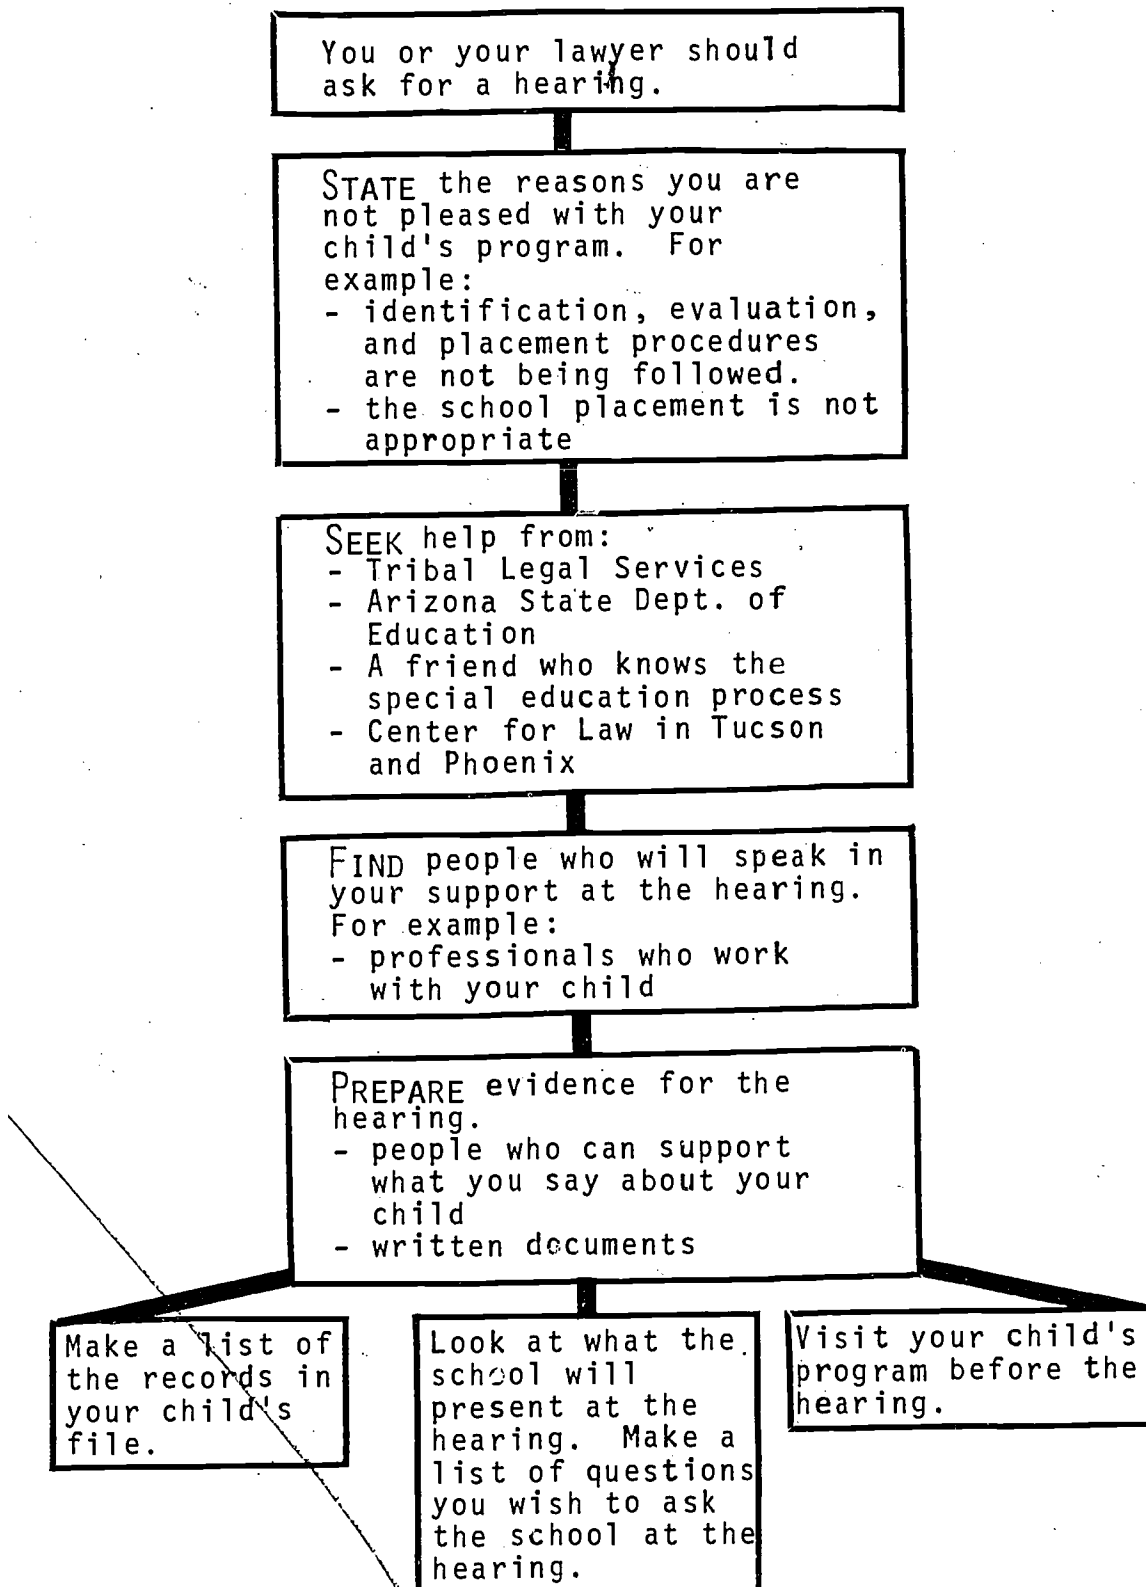 You or your lawyer should
ask for a hearing.
STATE the reasons you are
not pleased with your
child's program.  For
example:
- identification, evaluation,
and placement procedures
are not being followed.
- the school placement is not
appropriate
SEEK help from:
- Tribal Legal Services
- Arizona State Dept. of
Education
- A friend who knows the
special education process
- Center for Law in Tucson
and Phoenix
FIND people who will speak in
your support at the hearing.
For example:
- professionals who work
with your child
PREPARE evidence for the
hearing.
- people who can support
what you say about your
child
- written documents
Make a list of
the records in
your child's
file.
Look at what the
school will
present at the
hearing.  Make a
list of questions
you wish to ask
the school at the
hearing.
Visit your child's
program before the
hearing.